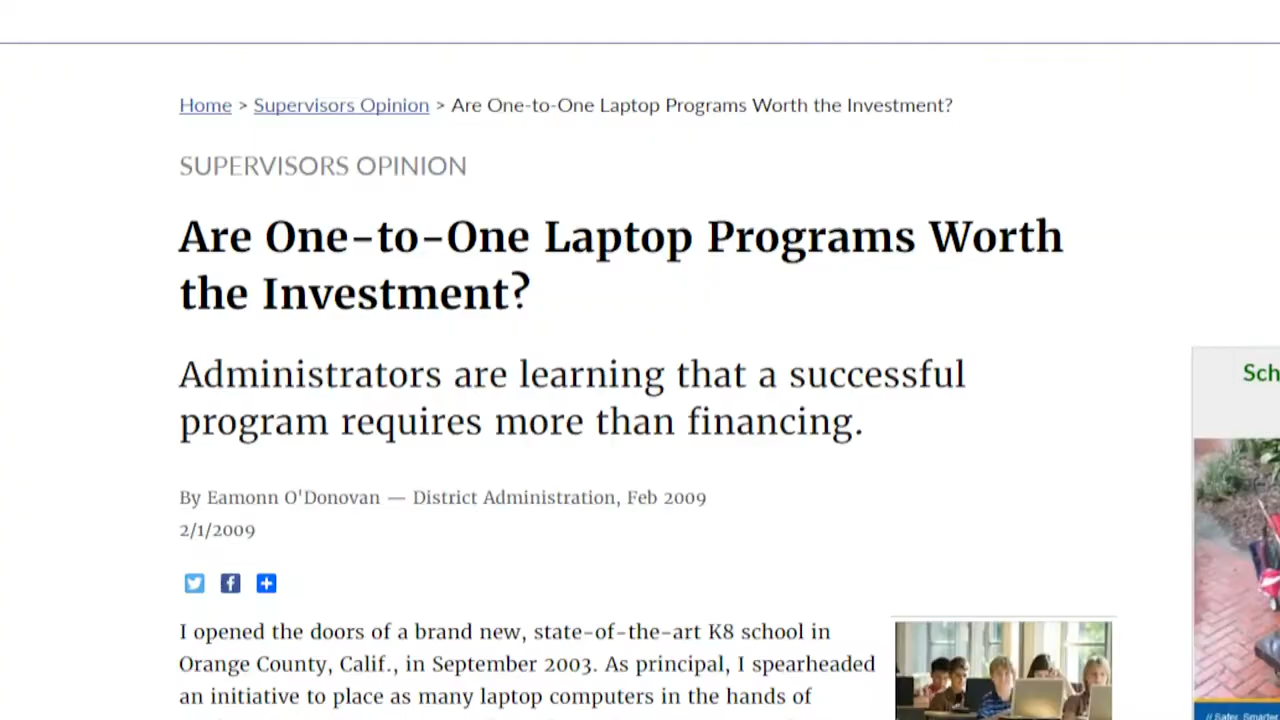 Home > Supervisors Opinion > Are One-to-One Laptop Programs Worth the Investment?
SUPERVISORS OPINION
Are One-to-One Laptop Programs Worth
the Investment?
Administrators are learning that a successful
program requires more than financing.
Sch
By Eamonn O'Donovan — District Administration, Feb 2009
2/1/2009
I opened the doors of a brand new, state-of-the-art K8 school in
Orange County, Calif., in September 2003. As principal, I spearheaded
an initiative to place as many laptop computers in the hands of
// Safer, Smarter